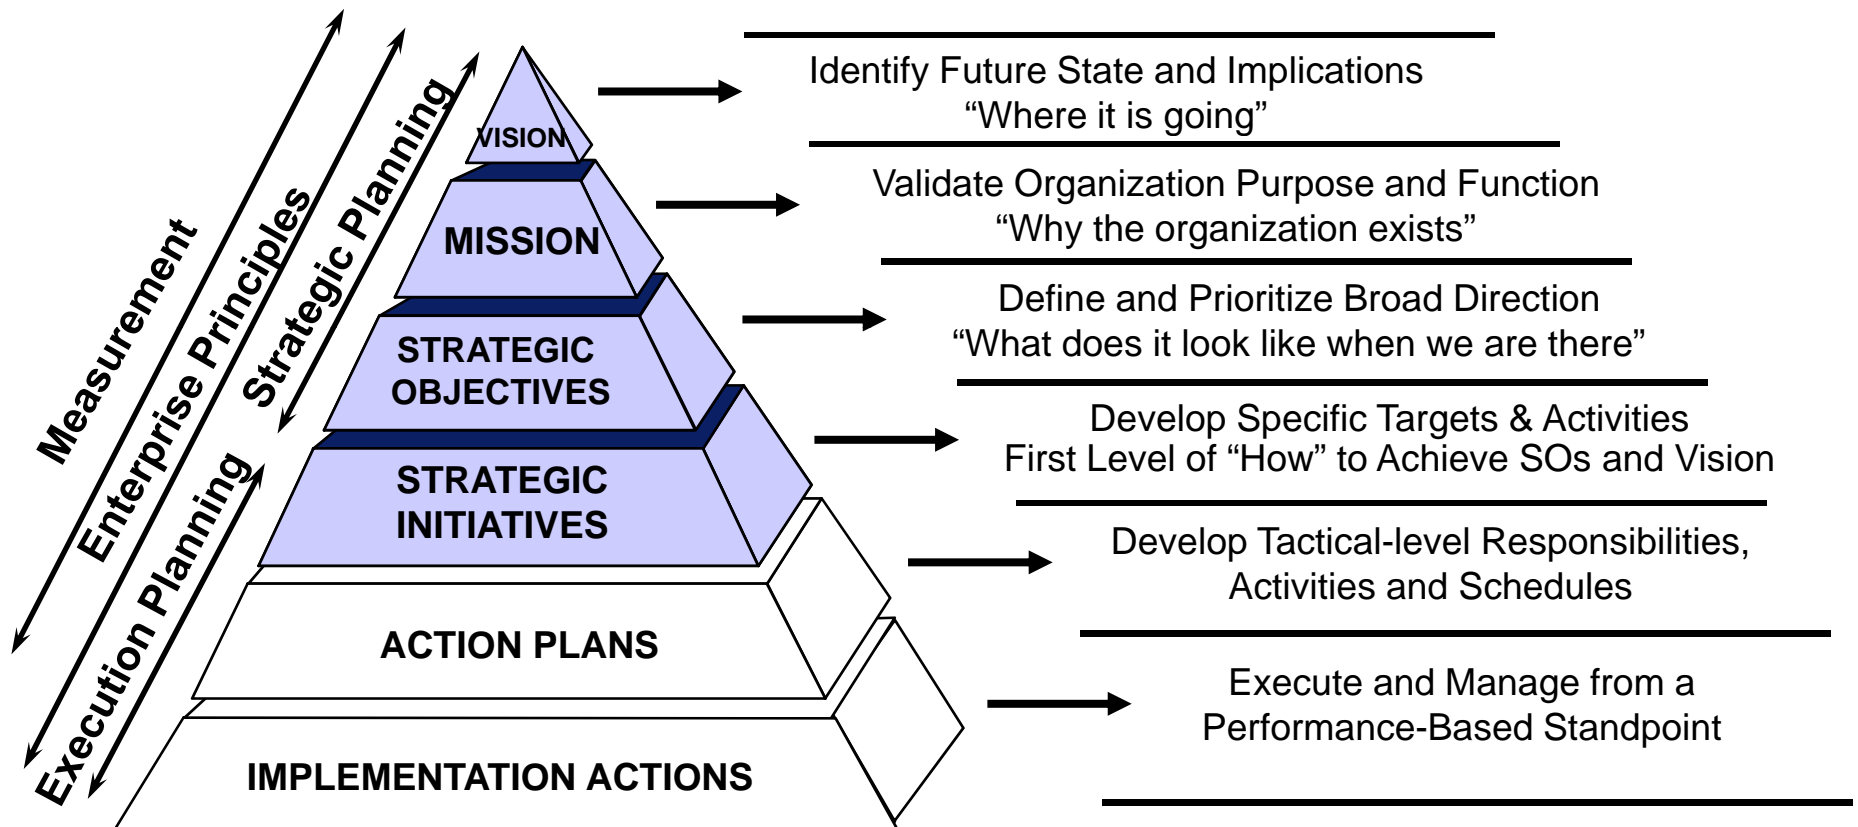 Measurement
Enterprise Principles
Strategic Planning
Execution Planning
VISION
MISSION
STRATEGIC
OBJECTIVES
STRATEGIC
INITIATIVES
ACTION PLANS
IMPLEMENTATION ACTIONS
Identify Future State and Implications
“Where it is going”
Validate Organization Purpose and Function
“Why the organization exists”
Define and Prioritize Broad Direction
“What does it look like when we are there”
Develop Specific Targets & Activities
First Level of “How” to Achieve SOs and Vision
Develop Tactical-level Responsibilities,
Activities and Schedules
Execute and Manage from a
Performance-Based Standpoint